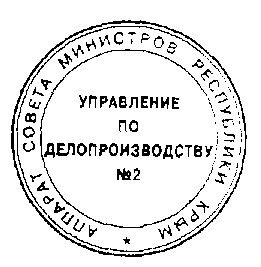 АППАРАТ СОВЕТА МИНИСТРОВ РЕСПУБЛИКИ КРЫМ
УПРАВЛЕНИЕ
ПО
ДЕЛОПРОИЗВОДСТВУ
№2